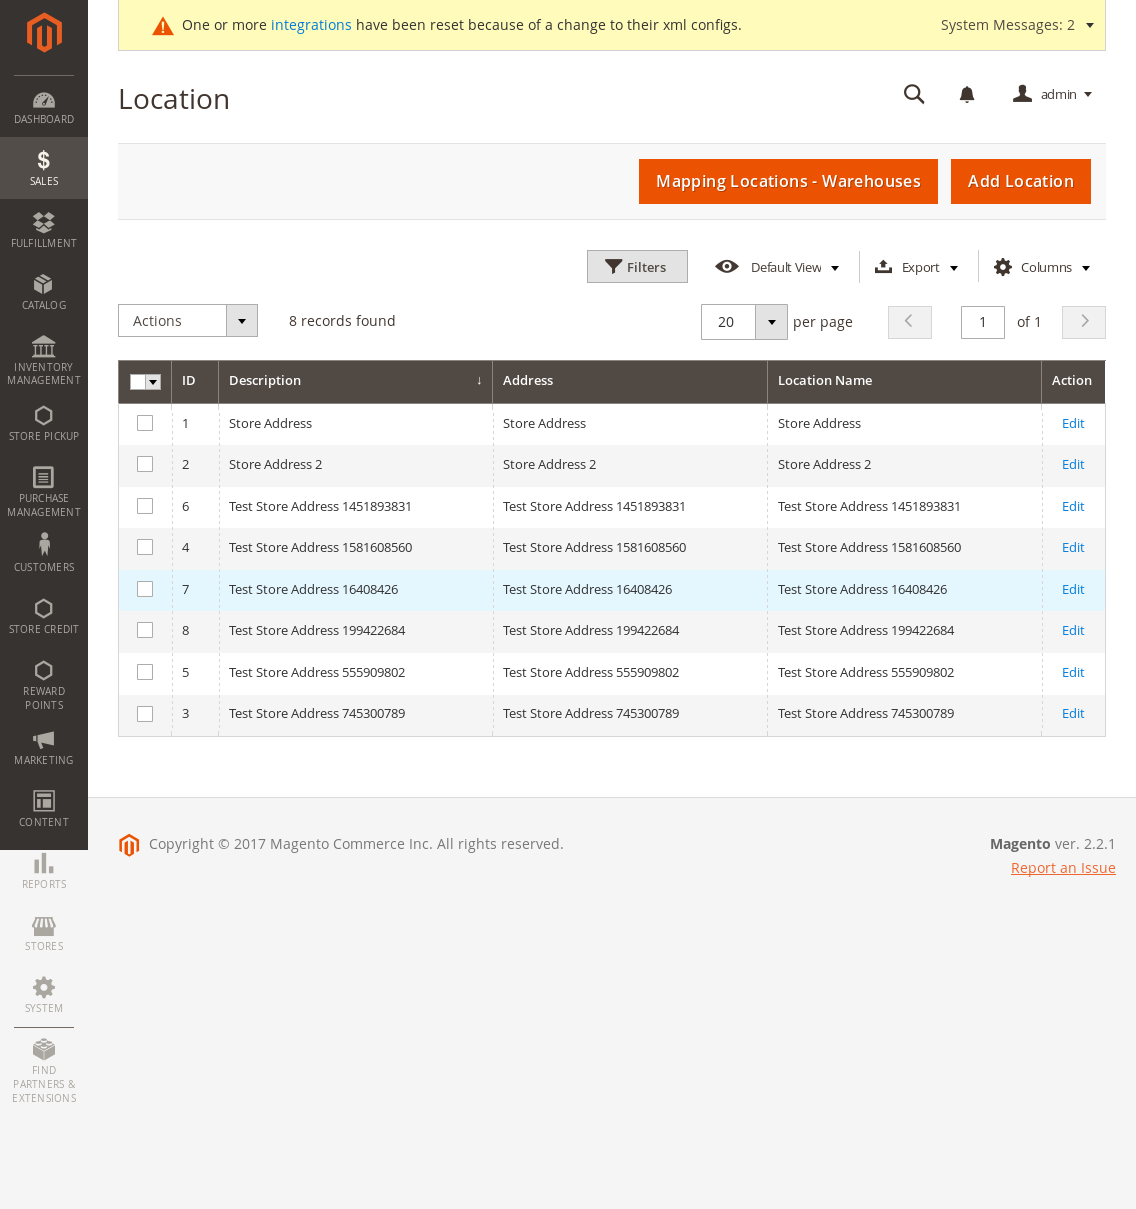 One or more integrations have been reset because of a change to their xml configs. System Messages: 2
Location
admin
Mapping Locations - Warehouses Add Location
Filters Default View Export Columns
Actions 8 records found 20 per page 1 of 1
ID Description ↓ Address Location Name Action
1 Store Address Store Address Store Address Edit
2 Store Address 2 Store Address 2 Store Address 2 Edit
6 Test Store Address 1451893831 Test Store Address 1451893831 Test Store Address 1451893831 Edit
4 Test Store Address 1581608560 Test Store Address 1581608560 Test Store Address 1581608560 Edit
7 Test Store Address 16408426 Test Store Address 16408426 Test Store Address 16408426 Edit
8 Test Store Address 199422684 Test Store Address 199422684 Test Store Address 199422684 Edit
5 Test Store Address 555909802 Test Store Address 555909802 Test Store Address 555909802 Edit
3 Test Store Address 745300789 Test Store Address 745300789 Test Store Address 745300789 Edit
Copyright © 2017 Magento Commerce Inc. All rights reserved.
Magento ver. 2.2.1
Report an Issue
DASHBOARD
$
SALES
FULFILLMENT
CATALOG
INVENTORY
MANAGEMENT
STORE PICKUP
PURCHASE
MANAGEMENT
CUSTOMERS
STORE CREDIT
REWARD
POINTS
MARKETING
CONTENT
REPORTS
STORES
SYSTEM
FIND
PARTNERS &
EXTENSIONS